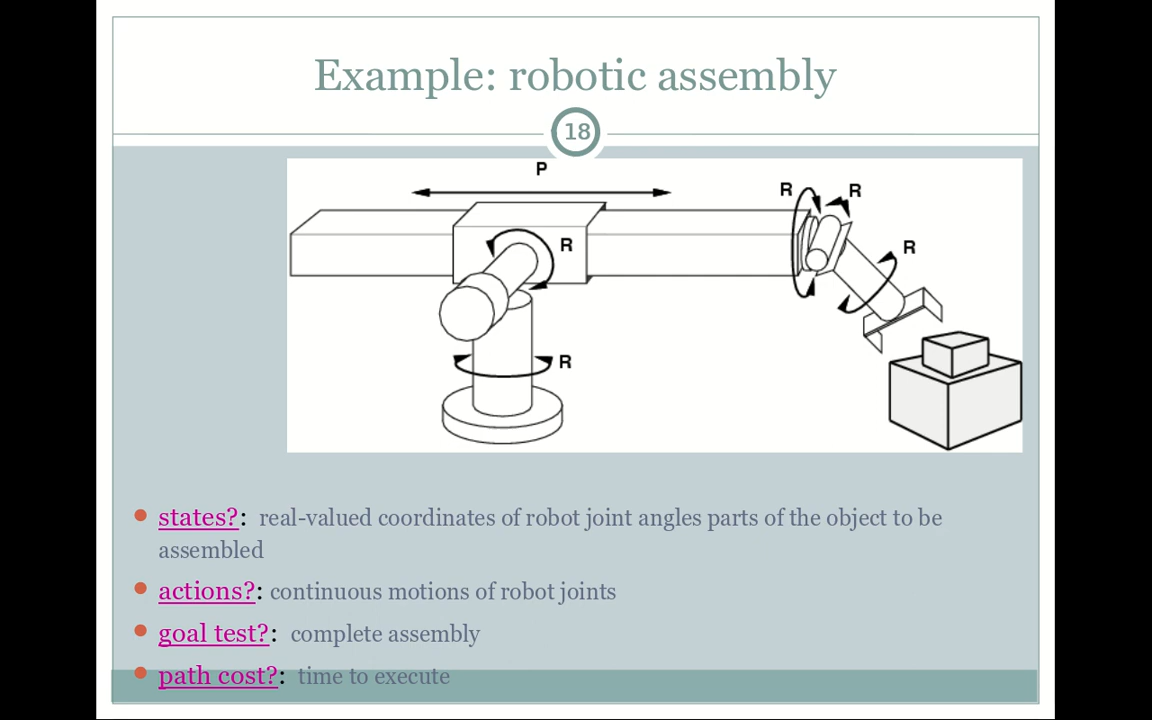 Example: robotic assembly
18
P
R
R
R
R
R
states?: real-valued coordinates of robot joint angles parts of the object to be
assembled
actions?: continuous motions of robot joints
goal test?: complete assembly
path cost?: time to execute